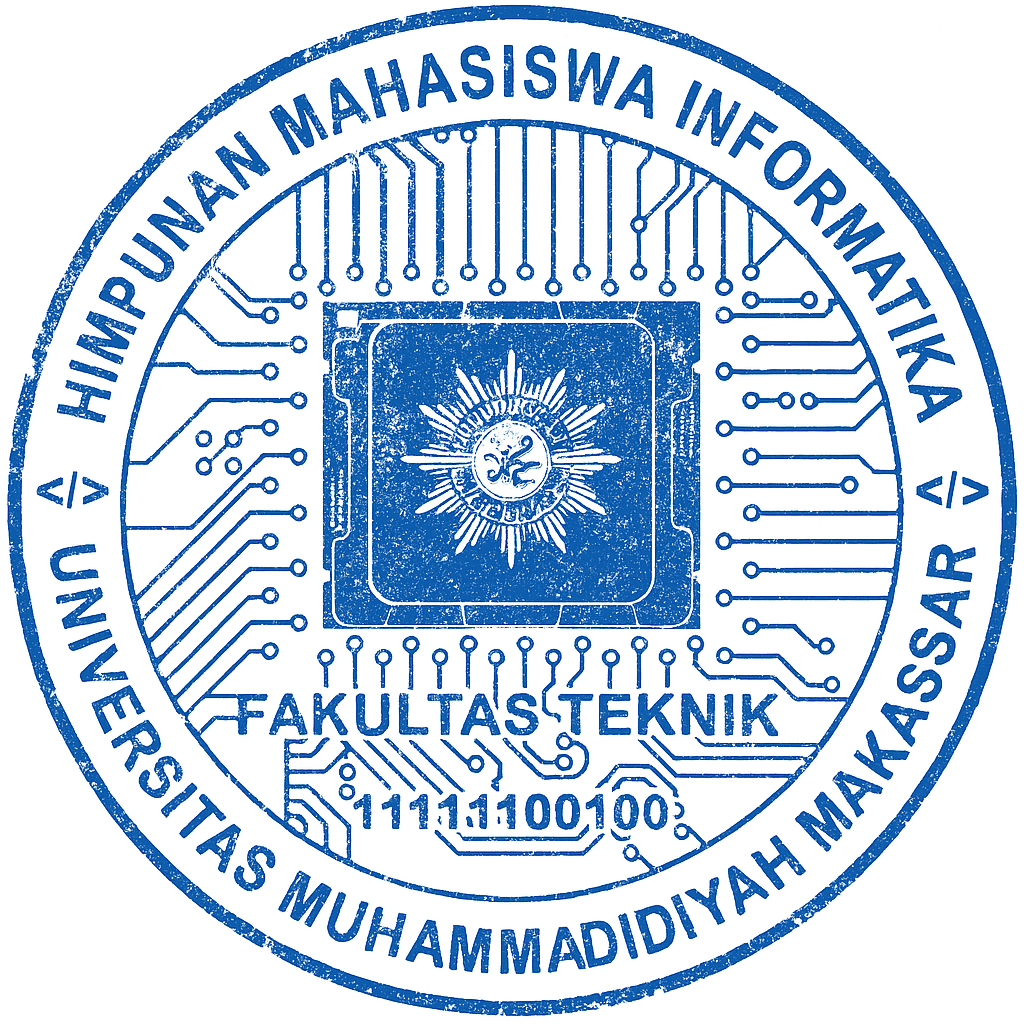 HIMPUNAN MAHASISWA INFORMATIKA
</>
</>
FAKULTAS TEKNIK
11111100100
UNIVERSITAS MUHAMMADIDIYAH MAKASSAR